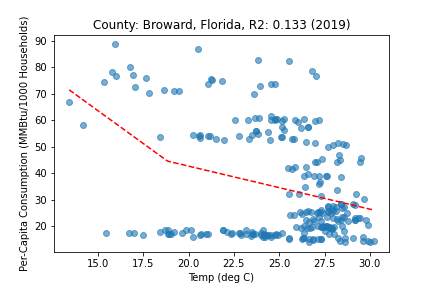 County: Broward, Florida, R2: 0.133 (2019)
Per-Capita Consumption (MMBtu/1000 Households)
90
80
70
60
50
40
30
20
15.0 17.5 20.0 22.5 25.0 27.5 30.0
Temp (deg C)